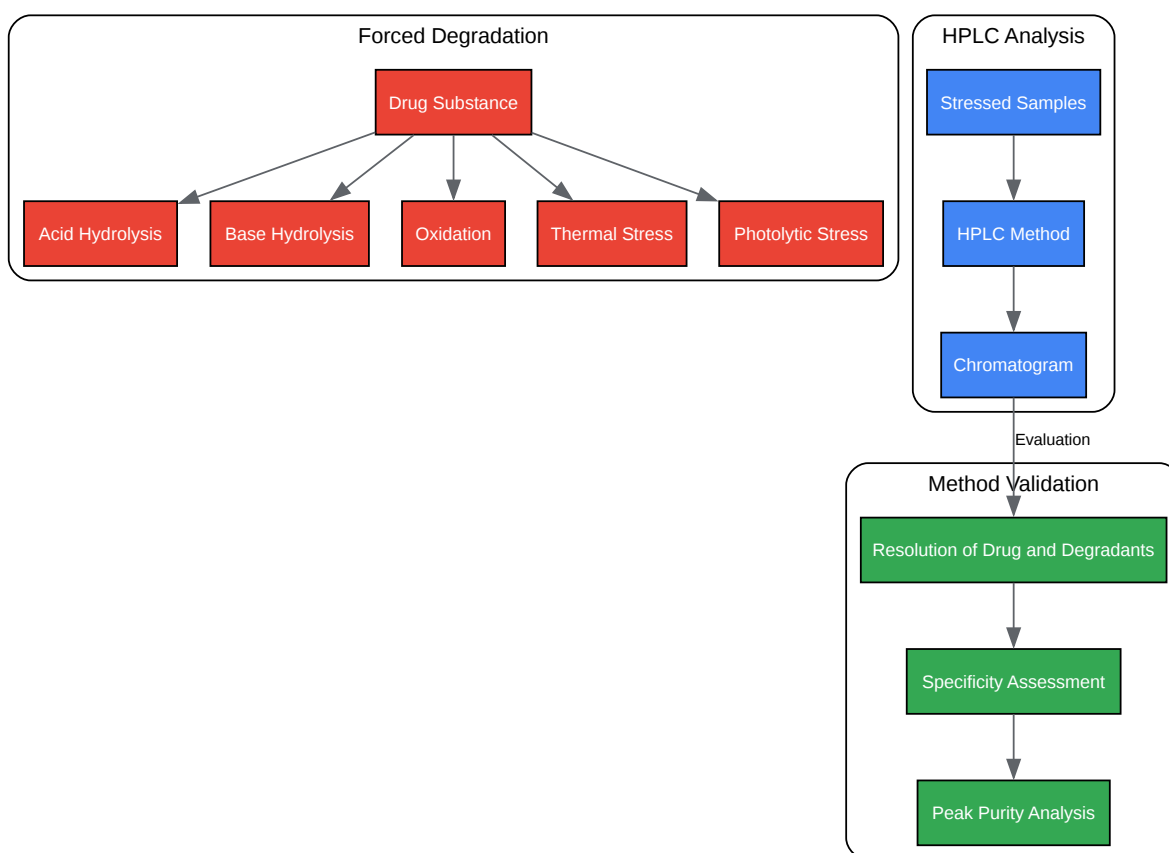 Forced Degradation
Drug Substance
Acid Hydrolysis
Base Hydrolysis
Oxidation
Thermal Stress
Photolytic Stress
HPLC Analysis
Stressed Samples
HPLC Method
Chromatogram
Evaluation
Method Validation
Resolution of Drug and Degradants
Specificity Assessment
Peak Purity Analysis